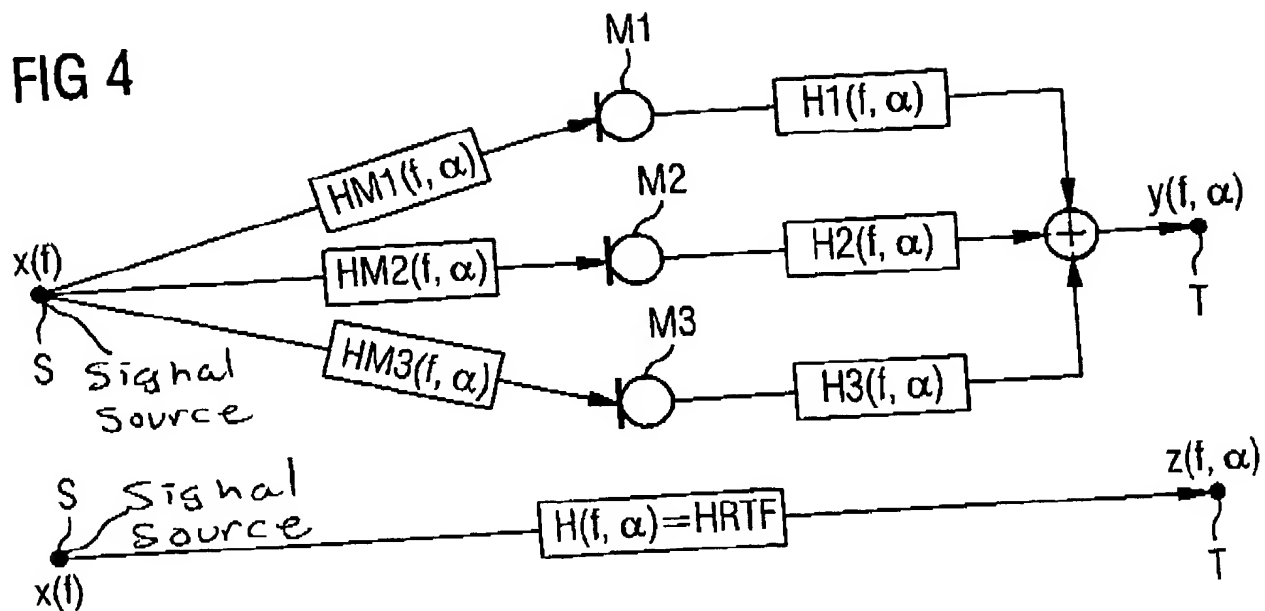 FIG 4
M1
HM1(f, α)
H1(f, α)
M2
x(f)
HM2(f, α)
H2(f, α)
y(f, α)
S
Signal
Source
T
HM3(f, α)
M3
H3(f, α)
S
Signal
Source
x(f)
H(f, α)=HRTF
z(f, α)
T